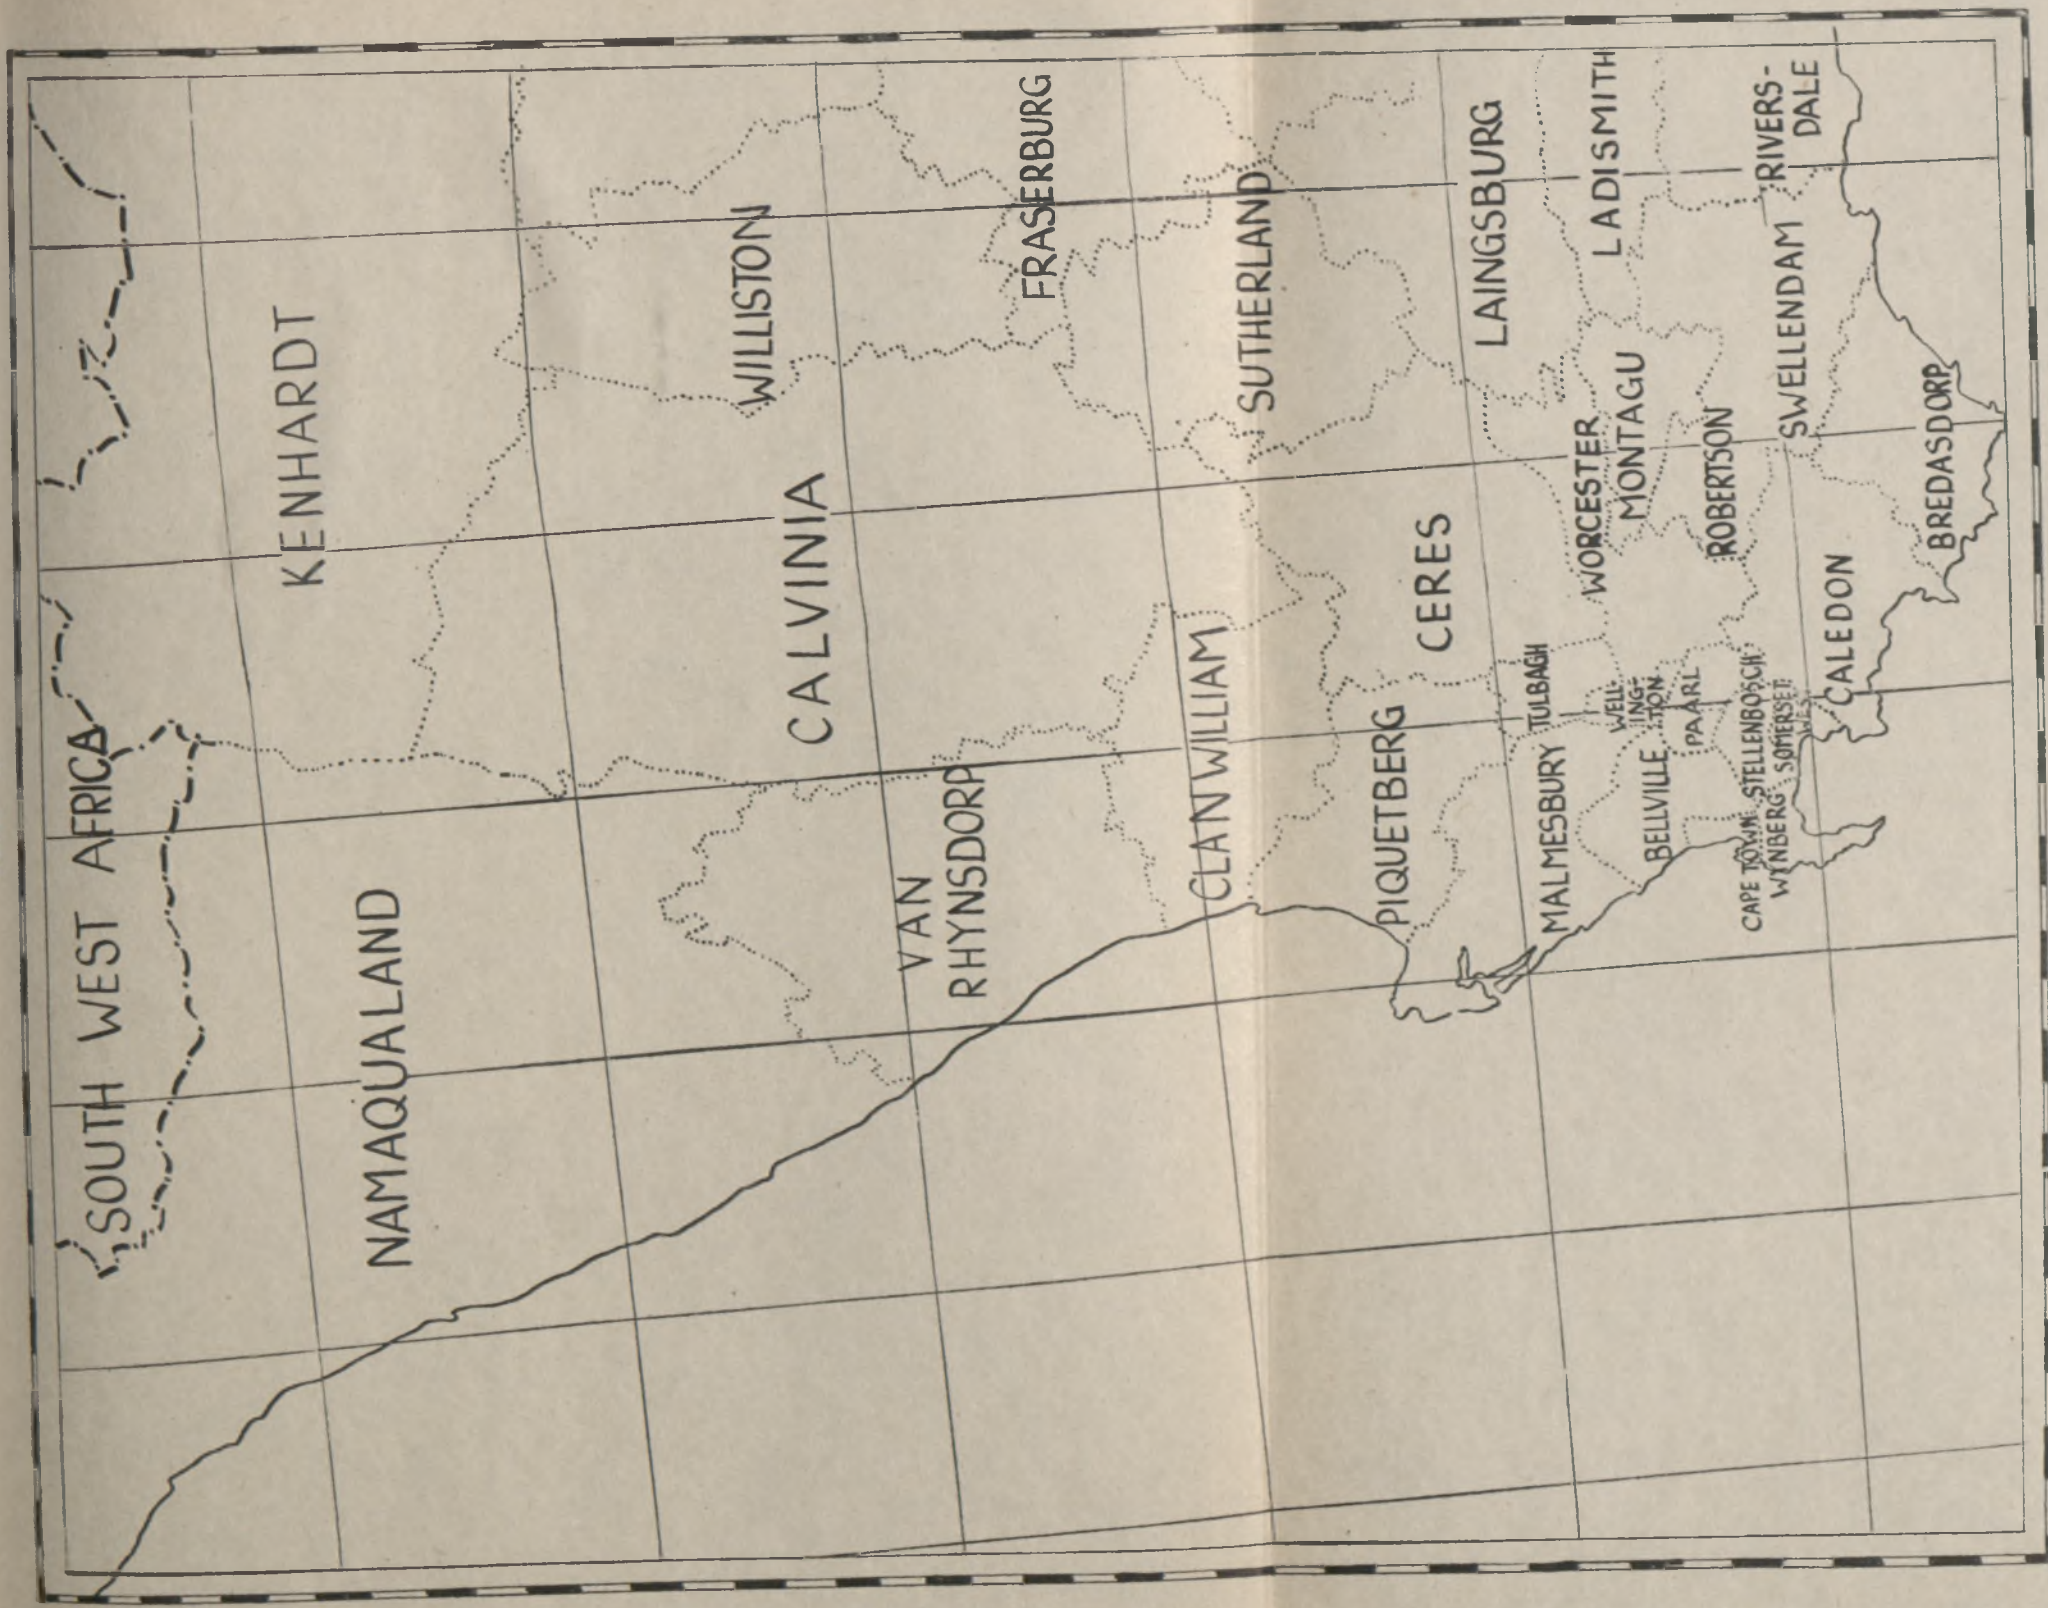 SOUTH WEST AFRICA
KENHARDT
NAMAQUALAND
WILLISTON
CALVINIA
VAN
RHYNSDORP
FRASERBURG
CLANWILLIAM
SUTHERLAND
PIQUETBERG
CERES
LAINGSBURG
TULBAGH
MALMESBURY
WORCESTER
LADISMITH
MONTAGU
WELL-
ING-
TON
BELLVILLE
PAARL
ROBERTSON
CAPE TOWN
STELLENBOSCH
WYNBERG
SOMERSET
WEST
RIVERS-
DALE
SWELLENDAM
CALEDON
BREDASDORP